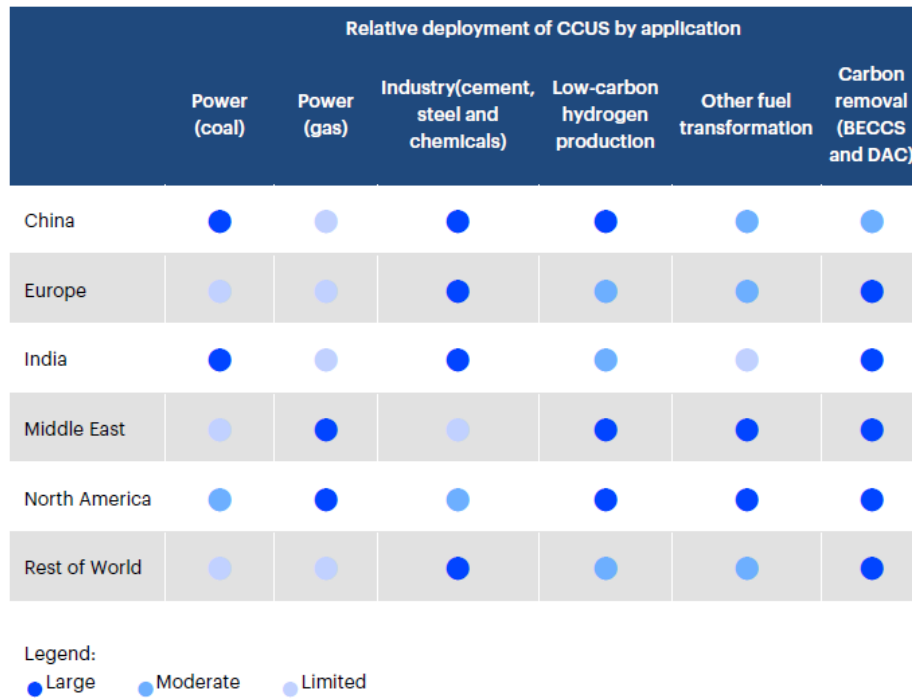 Relative deployment of CCUS by application
Power
(coal)
Power
(gas)
Industry(cement,
steel and
chemicals)
Low-carbon
hydrogen
production
Other fuel
transformation
Carbon
removal
(BECCS
and DAC)
China
Europe
India
Middle East
North America
Rest of World
Legend:
Large Moderate Limited